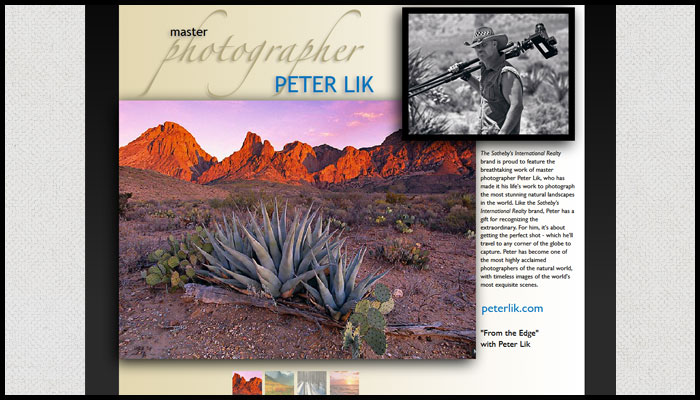 master
photographer
PETER LIK
The Sotheby's International Realty
brand is proud to feature the
breathtaking work of master
photographer Peter Lik, who has
made it his life's work to photograph
the most stunning natural landscapes
in the world. Like the Sotheby's
International Realty brand, Peter has a
gift for recognizing the
extraordinary. For him, it's about
getting the perfect shot - which he'll
travel to any corner of the globe to
capture. Peter has become one of
the most highly acclaimed
photographers of the natural world,
with timeless images of the world's
most exquisite scenes.
peterlik.com
"From the Edge"
with Peter Lik